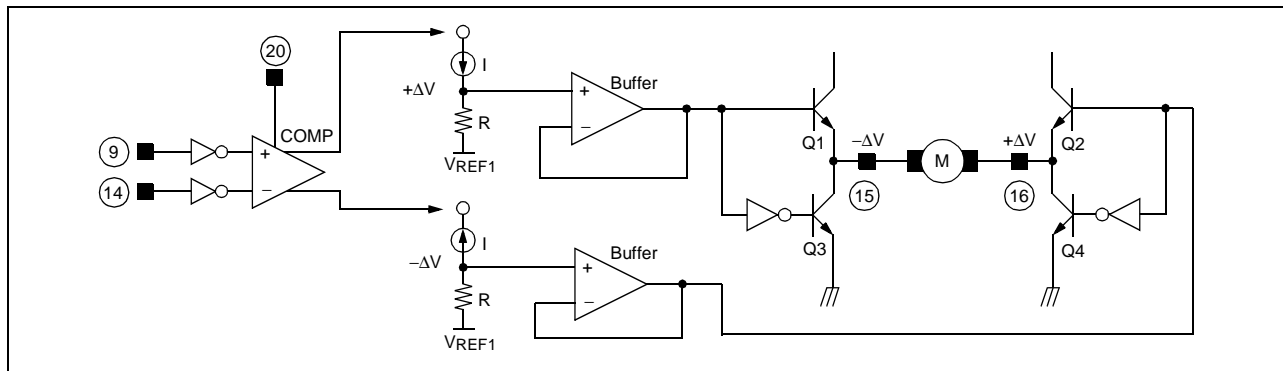 20
I
+ΔV
Buffer
+
−
R
VREF1
COMP
9
+
14
−
Q1
−ΔV
M
+ΔV
Q2
15
16
Q3
Q4
I
−ΔV
Buffer
+
−
R
VREF1